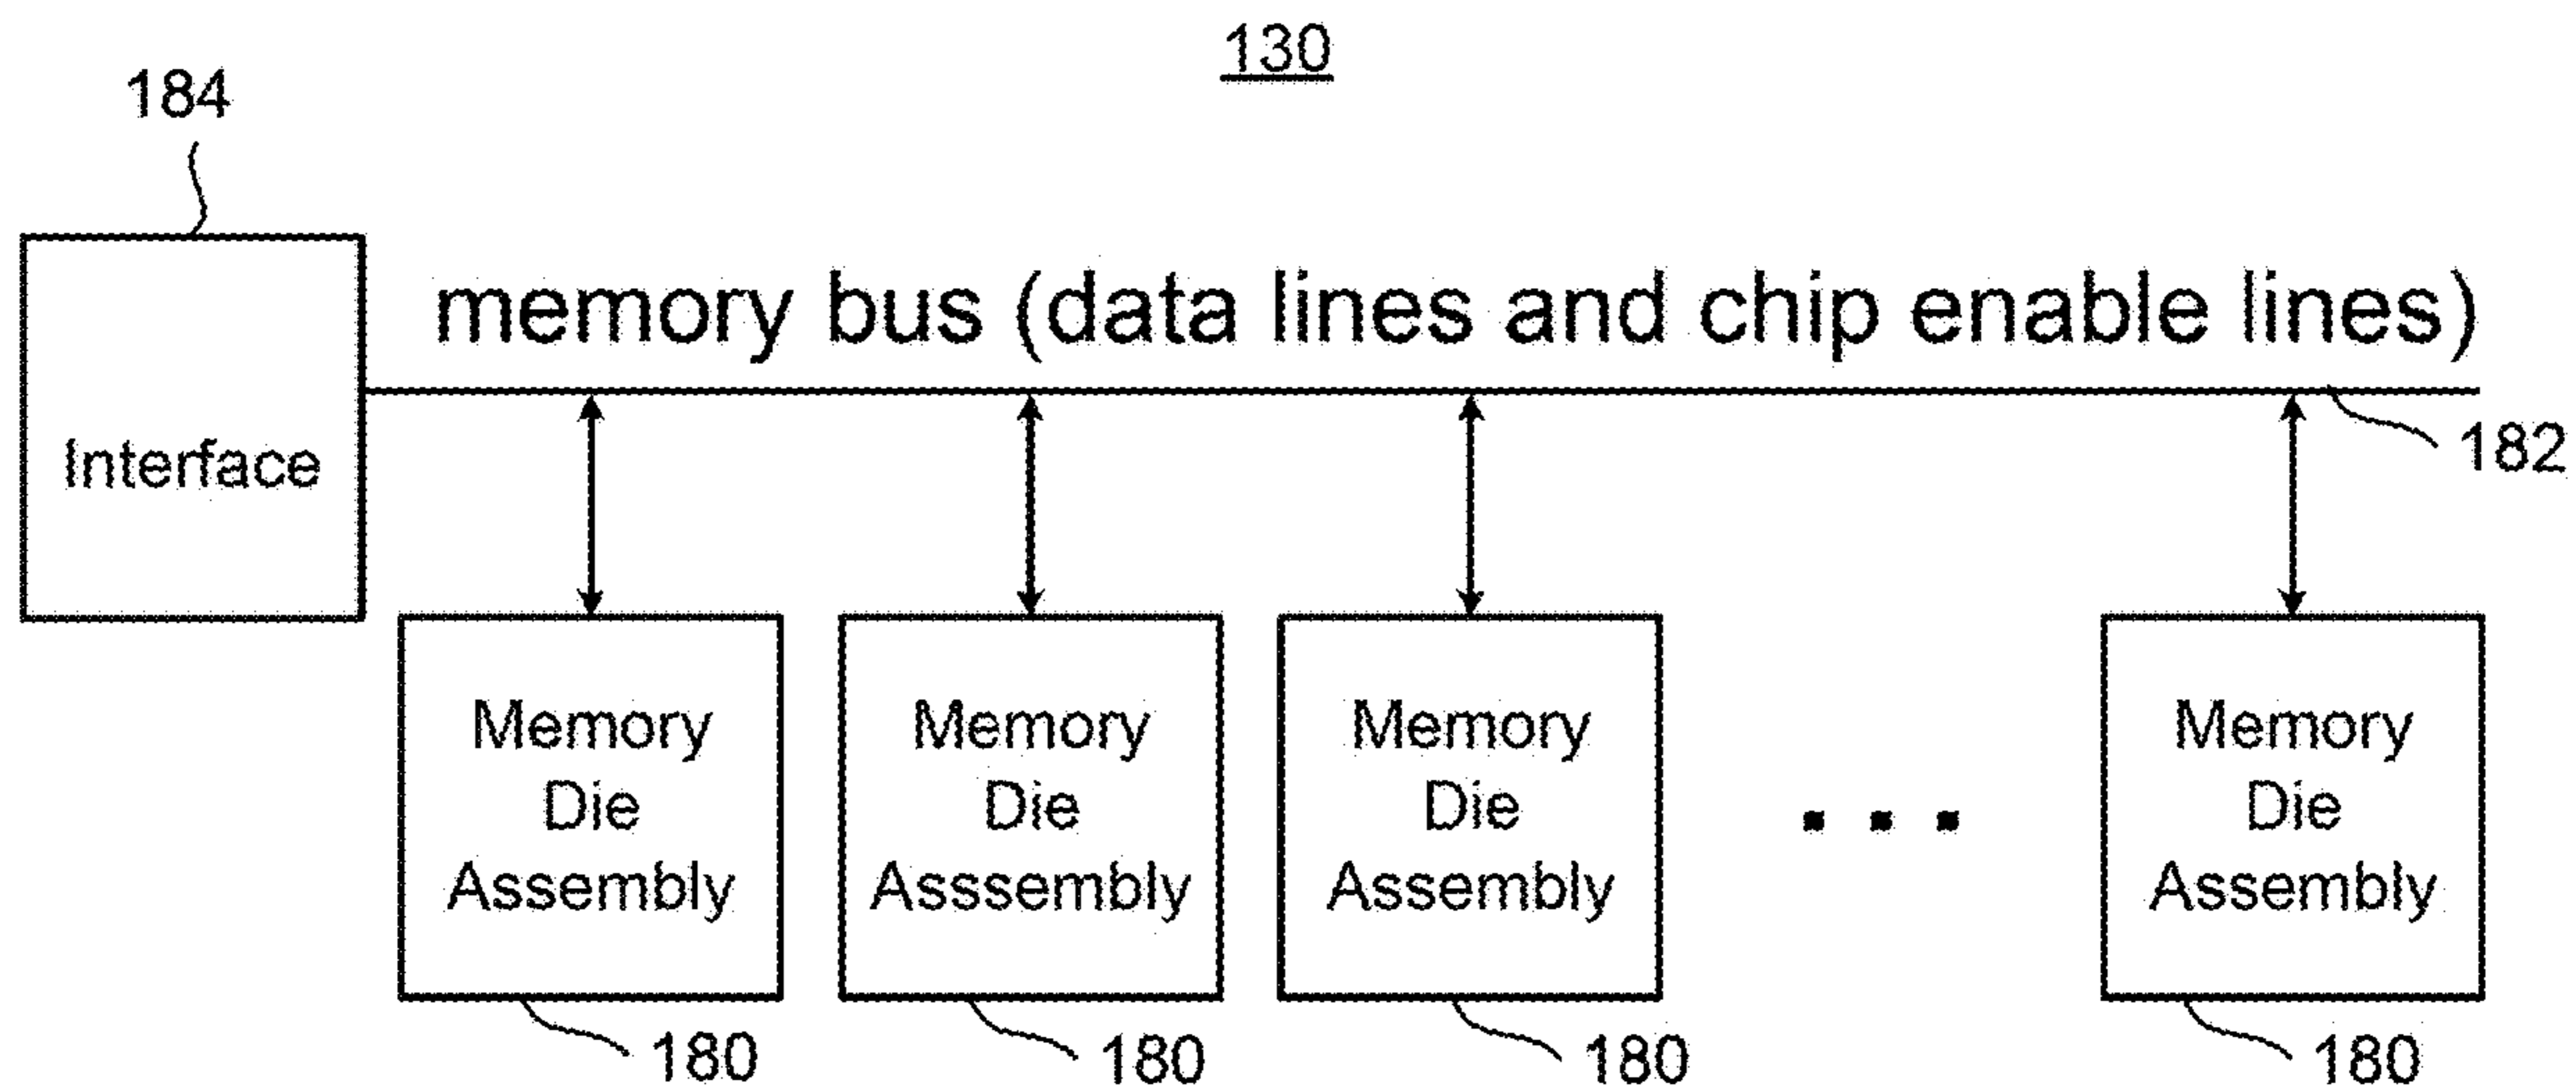 130
184
memory bus (data lines and chip enable lines)
Interface
182
Memory
Die
Assembly
Memory
Die
Asssembly
Memory
Die
Assembly
. . .
Memory
Die
Assembly
180
180
180
180